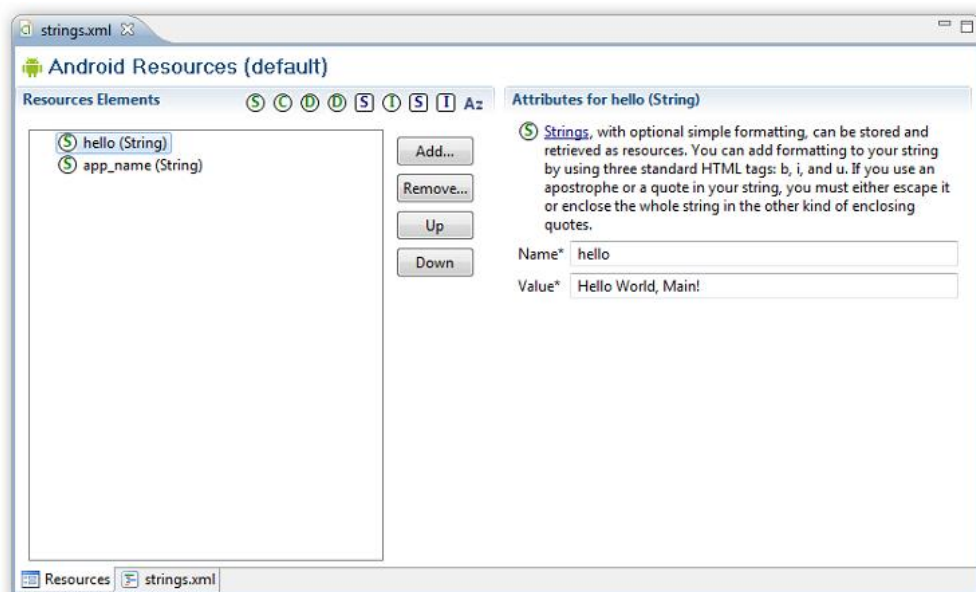 strings.xml
Android Resources (default)
Resources Elements
S C D D S I S I Az
hello (String)
app_name (String)
Add...
Remove...
Up
Down
Attributes for hello (String)
S Strings, with optional simple formatting, can be stored and
retrieved as resources. You can add formatting to your string
by using three standard HTML tags: b, i, and u. If you use an
apostrophe or a quote in your string, you must either escape it
or enclose the whole string in the other kind of enclosing
quotes.
Name* hello
Value* Hello World, Main!
Resources strings.xml